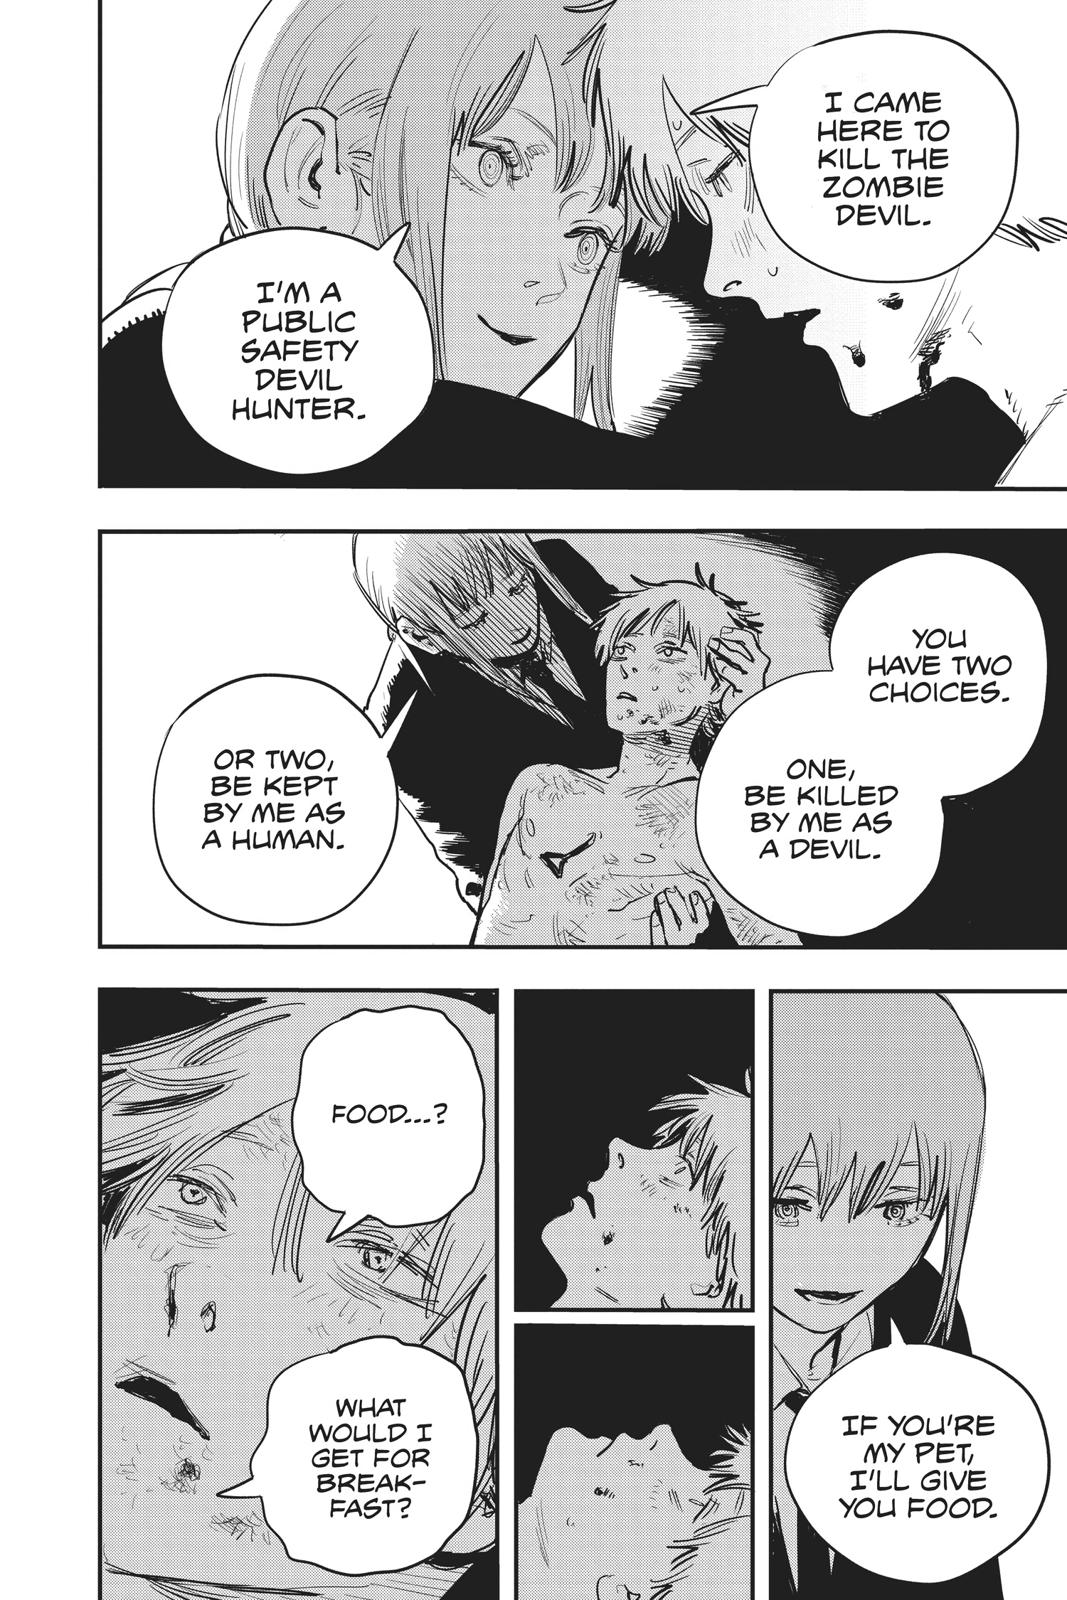 I CAME
HERE TO
KILL THE
ZOMBIE
DEVIL.
I'M A
PUBLIC
SAFETY
DEVIL
HUNTER.
YOU
HAVE TWO
CHOICES.
ONE,
BE KILLED
BY ME AS
A DEVIL.
OR TWO,
BE KEPT
BY ME AS
A HUMAN.
IF YOU'RE
MY PET,
I'LL GIVE
YOU FOOD.
FOOD...?
WHAT
WOULD I
GET FOR
BREAK-
FAST?